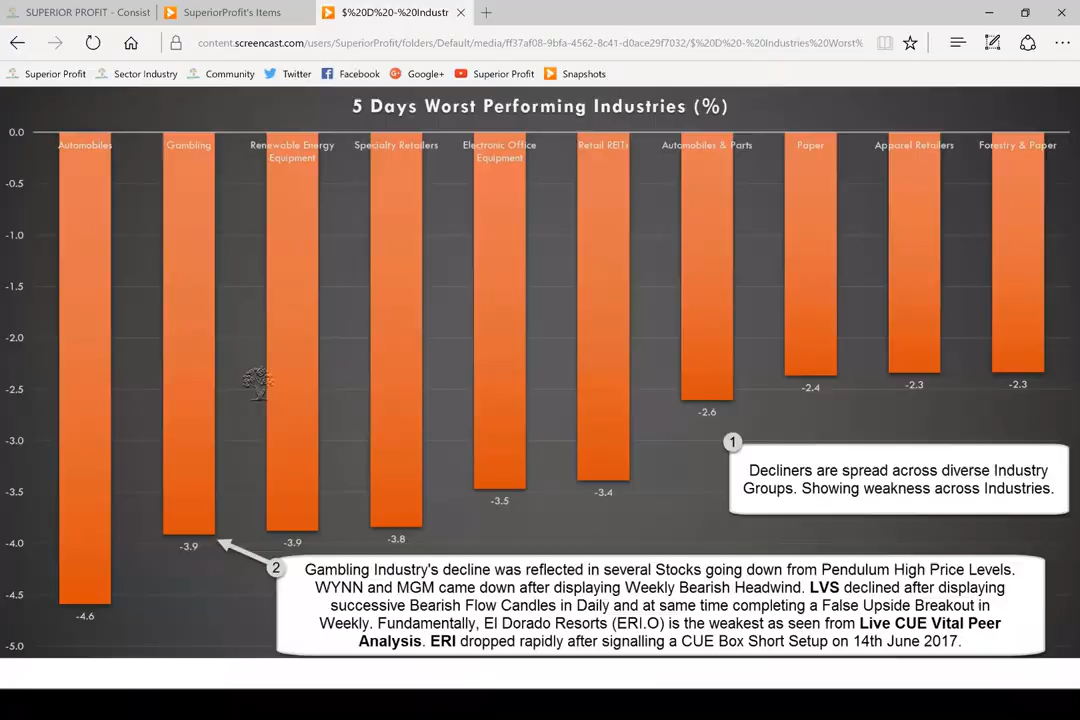 SUPERIOR PROFIT - Consist
SuperiorProfit's Items
$%20D%20-%20Industr
content.screencast.com/users/SuperiorProfit/folders/Default/media/ff37af08-9bfa-4562-8c41-d0ace29f7032/$%20D%20-%20Industries%20Worst%
Superior Profit
Sector Industry
Community
Twitter
Facebook
Google+
Superior Profit
Snapshots
5 Days Worst Performing Industries (%)
0.0
-0.5
-1.0
-1.5
-2.0
-2.5
-3.0
-3.5
-4.0
-4.5
-5.0
Automobiles
Gambling
Renewable Energy
Equipment
Specialty Retailers
Electronic Office
Equipment
Retail REITs
Automobiles & Parts
Paper
Apparel Retailers
Forestry & Paper
-4.6
-3.9
-3.9
-3.8
-3.5
-3.4
-2.6
-2.4
-2.3
-2.3
1
Decliners are spread across diverse Industry
Groups. Showing weakness across Industries.
2
Gambling Industry's decline was reflected in several Stocks going down from Pendulum High Price Levels.
WYNN and MGM came down after displaying Weekly Bearish Headwind. LVS declined after displaying
successive Bearish Flow Candles in Daily and at same time completing a False Upside Breakout in
Weekly. Fundamentally, El Dorado Resorts (ERI.O) is the weakest as seen from Live CUE Vital Peer
Analysis. ERI dropped rapidly after signalling a CUE Box Short Setup on 14th June 2017.